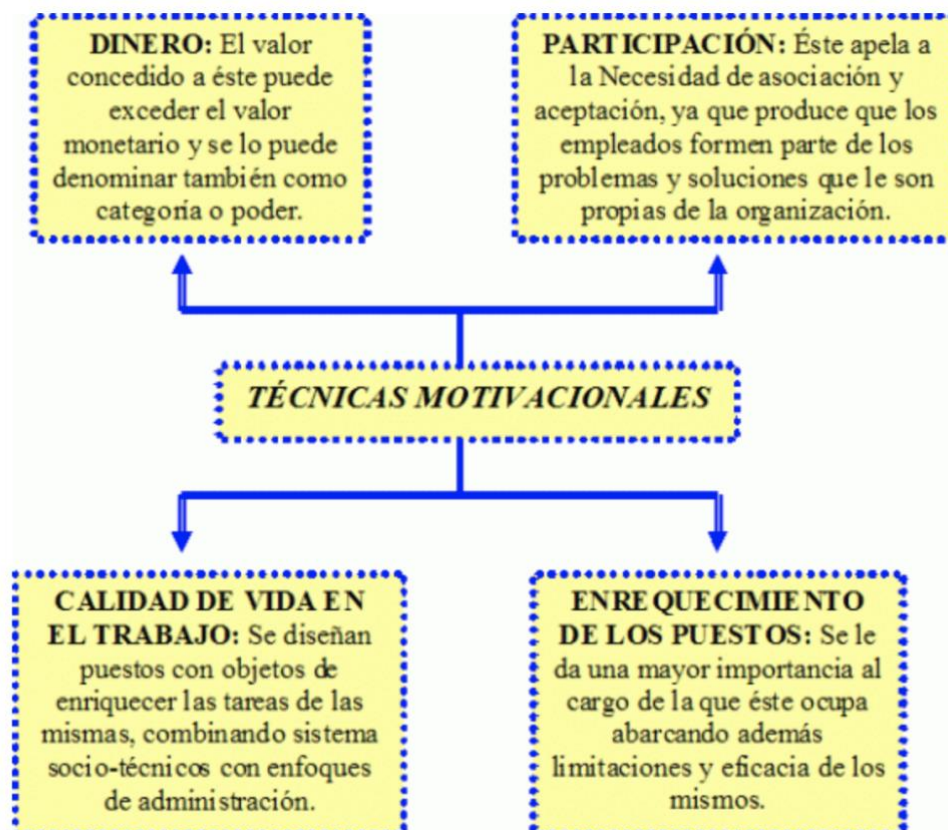 DINERO: El valor
concedido a éste puede
exceder el valor
monetario y se lo puede
denominar también como
categoría o poder.
PARTICIPACIÓN: Éste apela a
la Necesidad de asociación y
aceptación, ya que produce que los
empleados formen parte de los
problemas y soluciones que le son
propias de la organización.
TÉCNICAS MOTIVACIONALES
CALIDAD DE VIDA EN
EL TRABAJO: Se diseñan
puestos con objetos de
enriquecer las tareas de las
mismas, combinando sistema
socio-técnicos con enfoques
de administración.
ENREQUECIMIENTO
DE LOS PUESTOS: Se le
da una mayor importancia al
cargo de la que éste ocupa
abarcando además
limitaciones y eficacia de los
mismos.